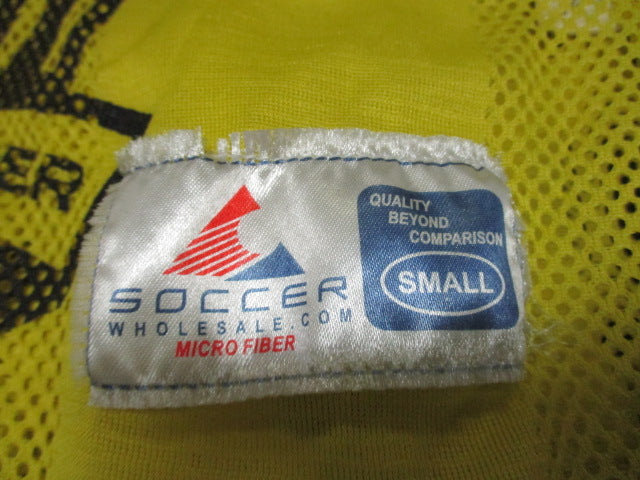 SOCCER
WHOLESALE.COM
MICRO FIBER
QUALITY
BEYOND
COMPARISON
SMALL